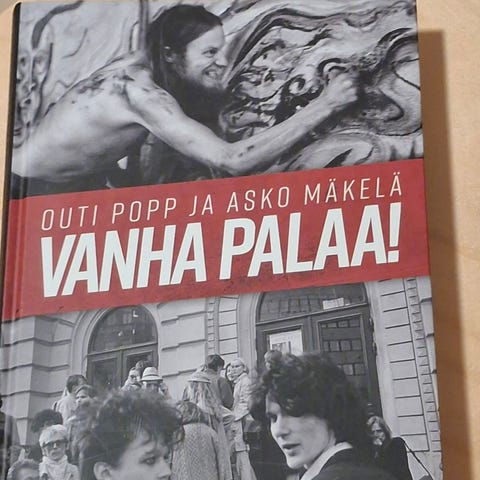 OUTI POPP JA ASKO MÄKELÄ
VANHA PALAA!